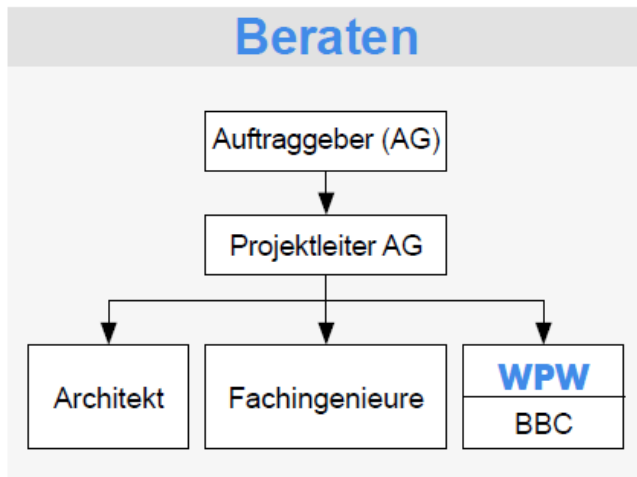 Beraten
Auftraggeber (AG)
Projektleiter AG
Architekt
Fachingenieure
WPW
BBC